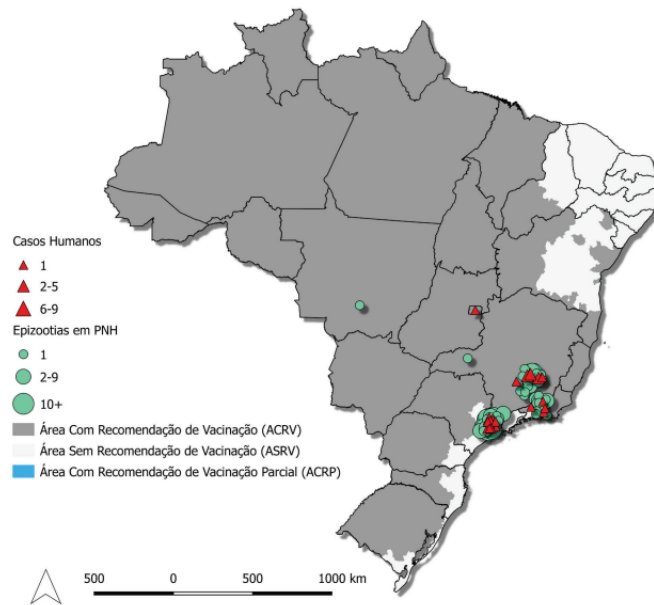 Casos Humanos
1
2-5
6-9
Epizootias em PNH
1
2-9
10+
Área Com Recomendação de Vacinação (ACRV)
Área Sem Recomendação de Vacinação (ASRV)
Área Com Recomendação de Vacinação Parcial (ACRP)
500 0 500 1000 km